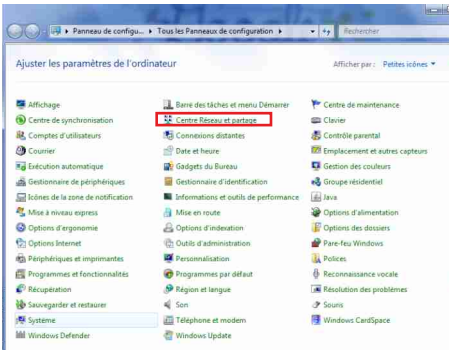 Panneau de configu... Tous les Panneaux de configuration Rechercher
Ajuster les paramètres de l'ordinateur Afficher par : Petites icônes
Affichage Barre des tâches et menu Démarrer Centre de maintenance
Centre de synchronisation Centre Réseau et partage Clavier
Comptes d'utilisateurs Connexions distantes Contrôle parental
Courrier Date et heure Emplacement et autres capteurs
Exécution automatique Gadgets du Bureau Gestion des couleurs
Gestionnaire de périphériques Gestionnaire d'identification Groupe résidentiel
Icônes de la zone de notification Informations et outils de performance Java
Mise à niveau express Mise en route Options d'alimentation
Options d'ergonomie Options d'indexation Options des dossiers
Options Internet Outils d'administration Pare-feu Windows
Périphériques et imprimantes Personnalisation Polices
Programmes et fonctionnalités Programmes par défaut Reconnaissance vocale
Récupération Région et langue Résolution des problèmes
Sauvegarder et restaurer Son Souris
Système Téléphone et modem Windows CardSpace
Windows Defender Windows Update